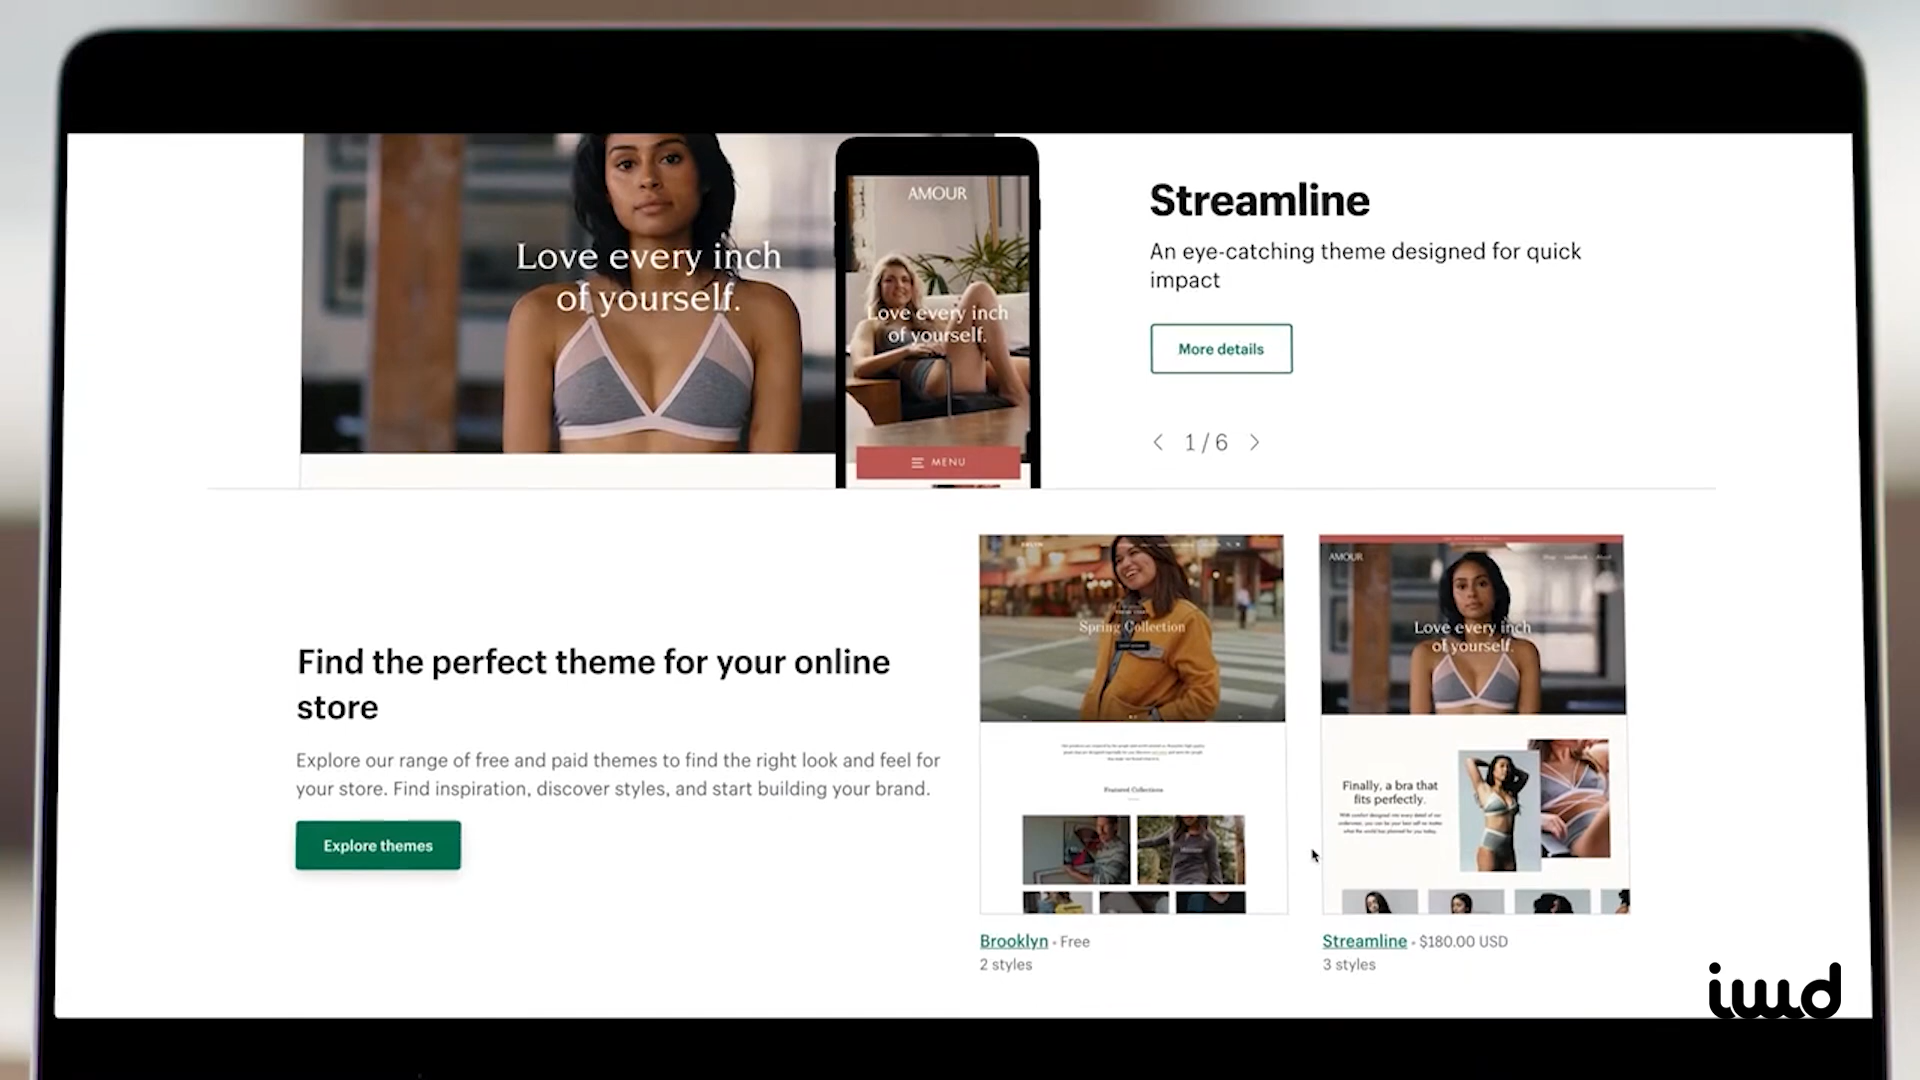 Love every inch
of yourself.
AMOUR
Love every inch
of yourself.
MENU
Streamline
An eye-catching theme designed for quick
impact
More details
1 / 6
Find the perfect theme for your online
store
Explore our range of free and paid themes to find the right look and feel for
your store. Find inspiration, discover styles, and start building your brand.
Explore themes
Spring Collection
Featured Collections
Brooklyn • Free
2 styles
AMOUR
Love every inch
of yourself.
Finally, a bra that
fits perfectly.
Streamline • $180.00 USD
3 styles
iwd